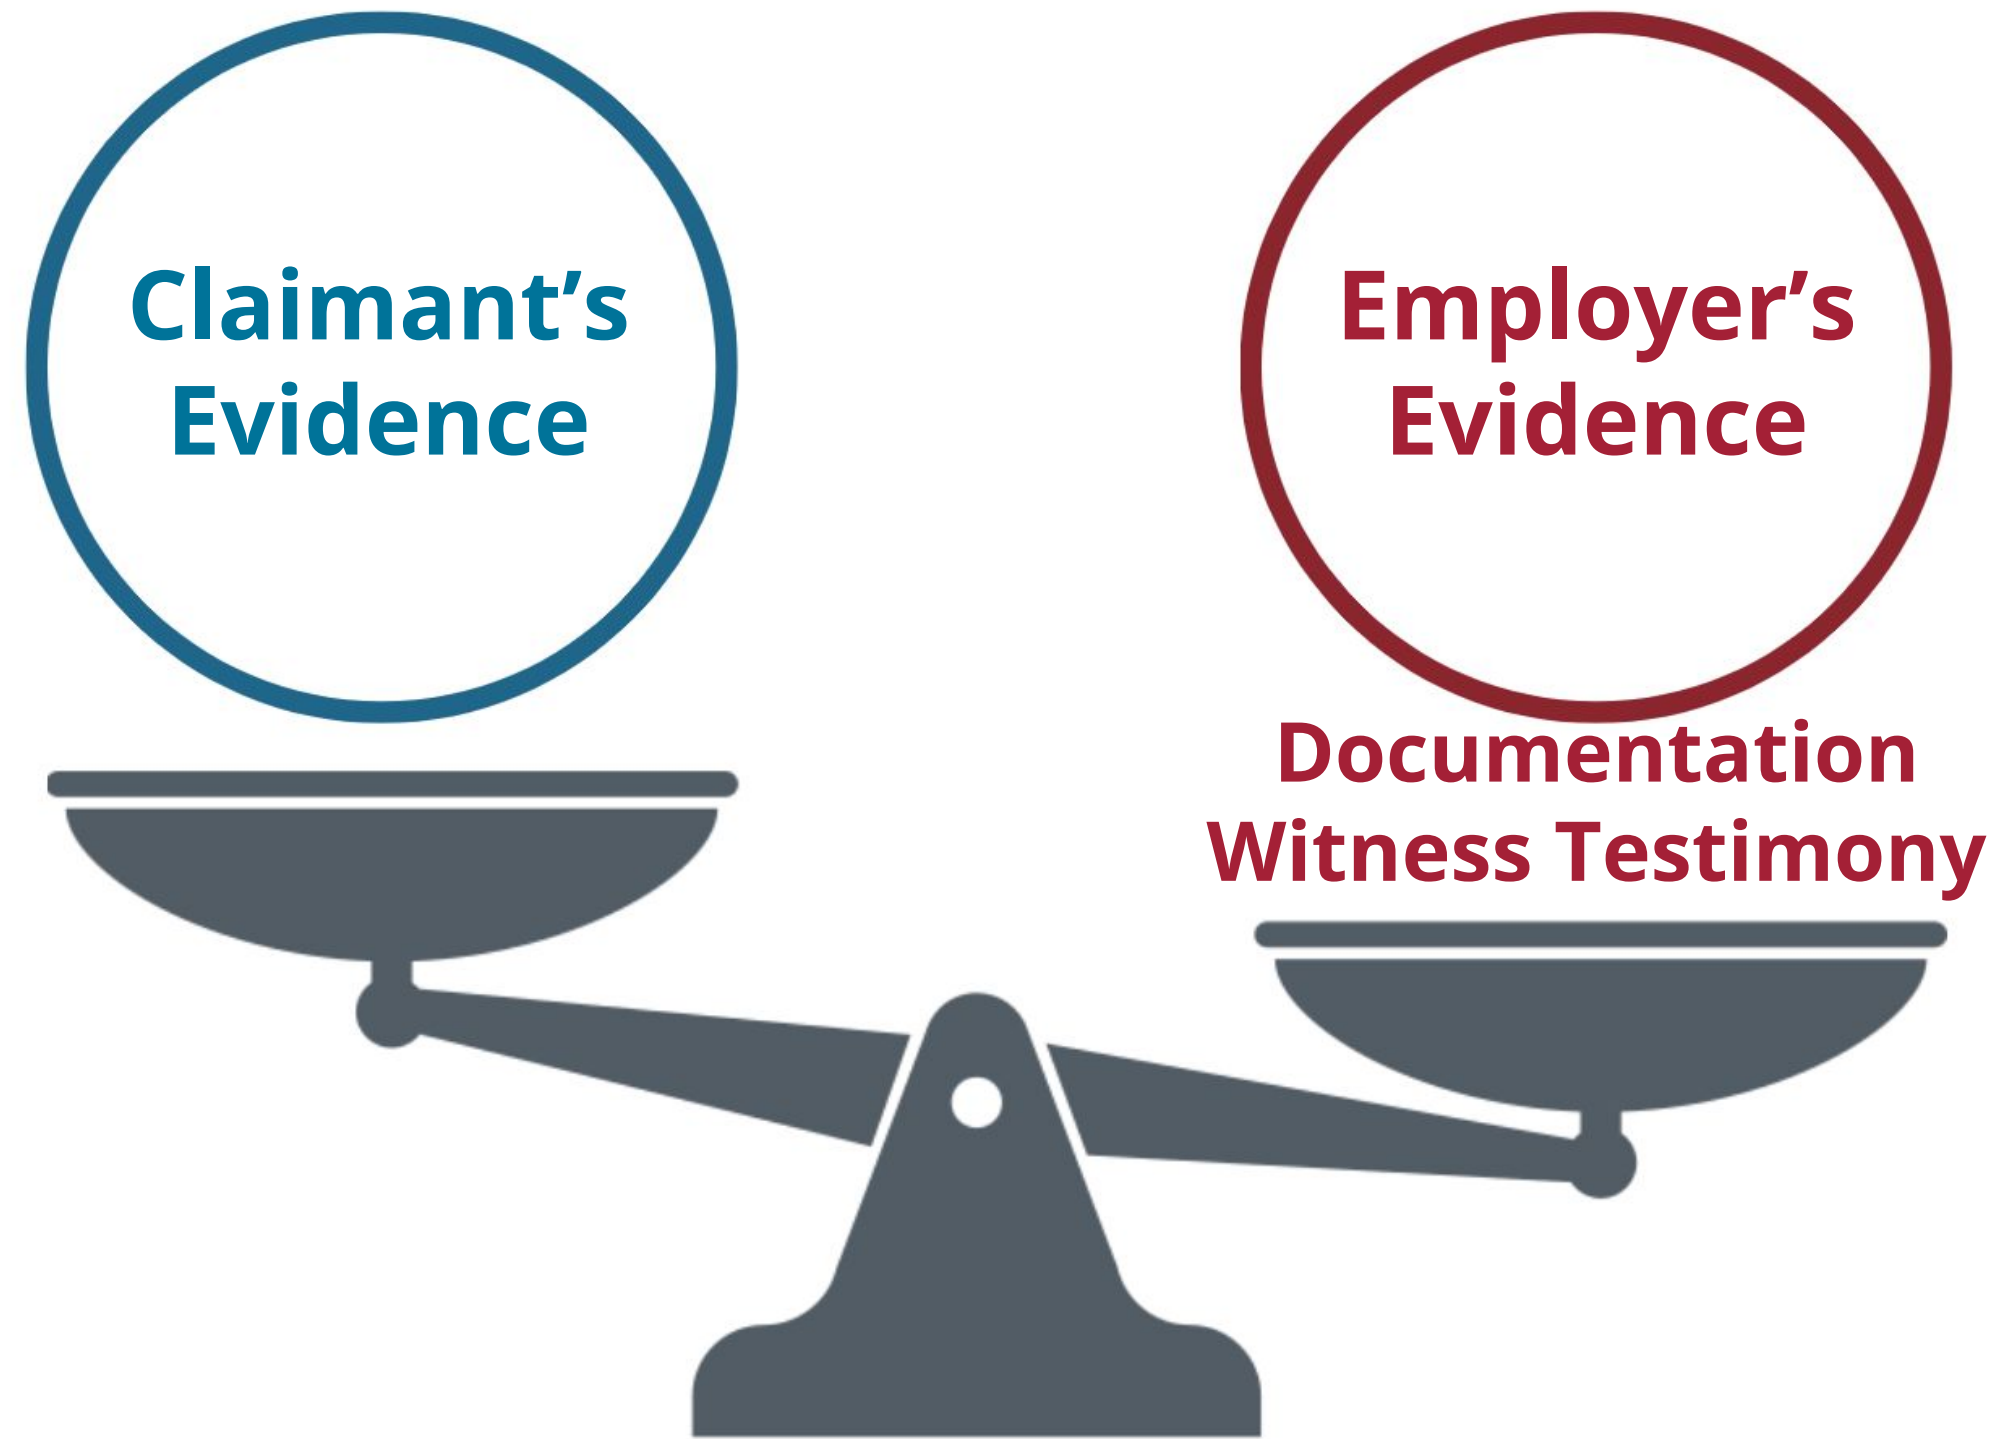 Claimant’s
Evidence
Employer’s
Evidence
Documentation
Witness Testimony